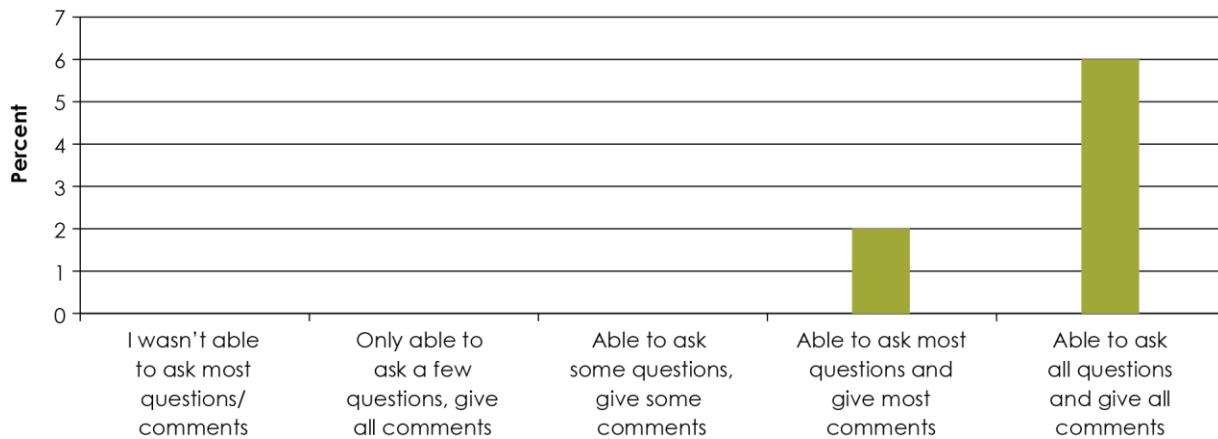 7
6
5
4
3
2
1
0
Percent
I wasn't able
to ask most
questions/
comments
Only able to
ask a few
questions, give
all comments
Able to ask
some questions,
give some
comments
Able to ask most
questions and
give most
comments
Able to ask
all questions
and give all
comments